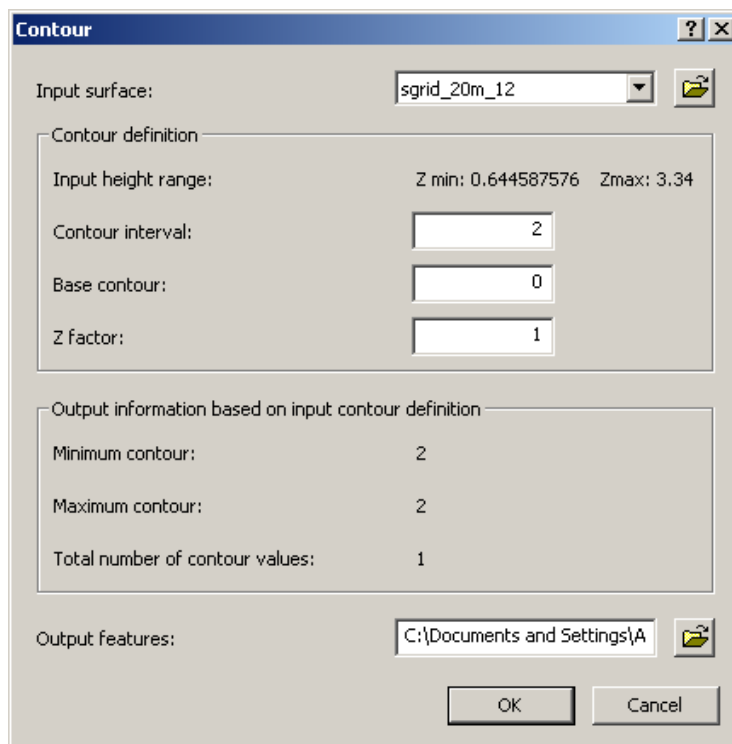 Contour
Input surface: sgrid_20m_12
Contour definition
Input height range: Z min: 0.644587576 Zmax: 3.34
Contour interval: 2
Base contour: 0
Z factor: 1
Output information based on input contour definition
Minimum contour: 2
Maximum contour: 2
Total number of contour values: 1
Output features: C:\Documents and Settings\A
OK Cancel